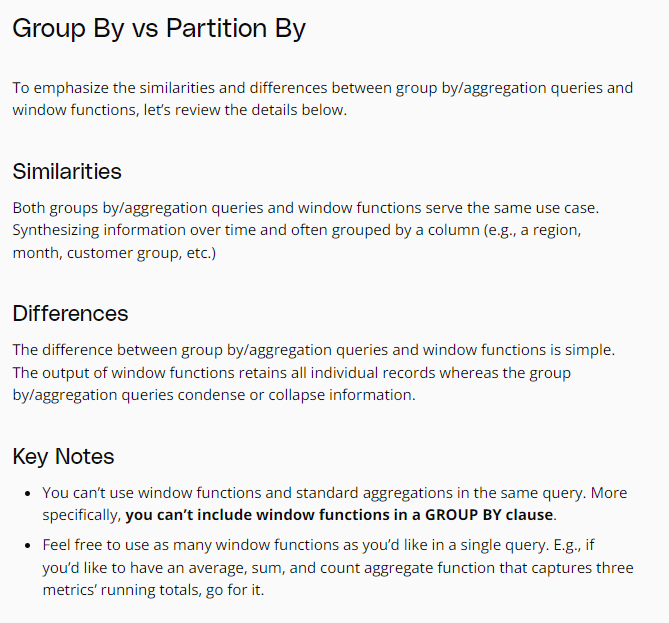 Group By vs Partition By
To emphasize the similarities and differences between group by/aggregation queries and
window functions, let’s review the details below.
Similarities
Both groups by/aggregation queries and window functions serve the same use case.
Synthesizing information over time and often grouped by a column (e.g., a region,
month, customer group, etc.)
Differences
The difference between group by/aggregation queries and window functions is simple.
The output of window functions retains all individual records whereas the group
by/aggregation queries condense or collapse information.
Key Notes
• You can’t use window functions and standard aggregations in the same query. More
specifically, you can’t include window functions in a GROUP BY clause.
• Feel free to use as many window functions as you’d like in a single query. E.g., if
you’d like to have an average, sum, and count aggregate function that captures three
metrics’ running totals, go for it.